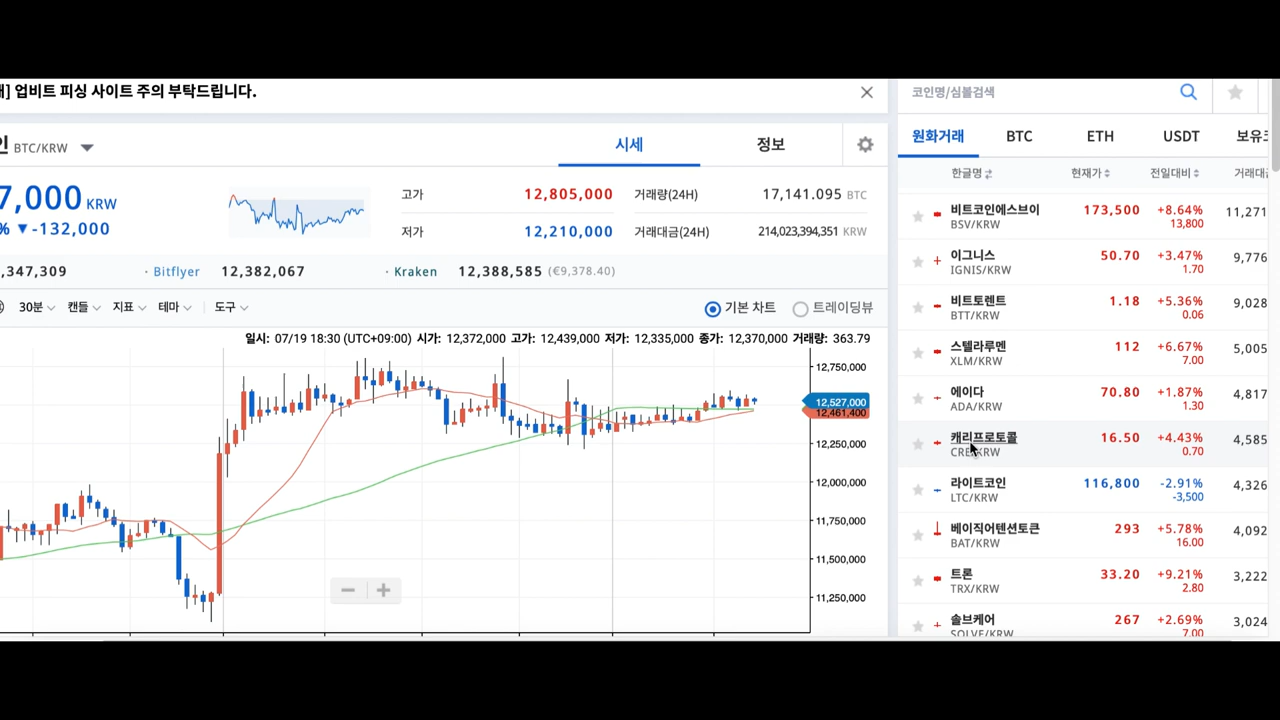 ] 업비트 피싱 사이트 주의 부탁드립니다.
인 BTC/KRW
시세
정보
7,000 KRW
% ▼-132,000
고가 12,805,000 거래량(24H) 17,141.095 BTC
저가 12,210,000 거래대금(24H) 214,023,394,351 KRW
,347,309 · Bitflyer 12,382,067 · Kraken 12,388,585 (€9,378.40)
30분 캔들 지표 테마 도구 기본 차트 트레이딩뷰
일시: 07/19 18:30 (UTC+09:00) 시가: 12,372,000 고가: 12,439,000 저가: 12,335,000 종가: 12,370,000 거래량: 363.79
12,750,000
12,527,000
12,461,400
12,250,000
12,000,000
11,750,000
11,500,000
11,250,000
코인명/심볼검색
원화거래 BTC ETH USDT 보유
한글명 현재가 전일대비 거래대
비트코인에스브이 173,500 +8.64% 11,271
BSV/KRW 13,800
이그니스 50.70 +3.47% 9,776
IGNIS/KRW 1.70
비트토렌트 1.18 +5.36% 9,028
BTT/KRW 0.06
스텔라루멘 112 +6.67% 5,005
XLM/KRW 7.00
에이다 70.80 +1.87% 4,817
ADA/KRW 1.30
캐리프로토콜 16.50 +4.43% 4,585
CRE/KRW 0.70
라이트코인 116,800 -2.91% 4,326
LTC/KRW -3,500
베이직어텐션토큰 293 +5.78% 4,092
BAT/KRW 16.00
트론 33.20 +9.21% 3,222
TRX/KRW 2.80
솔브케어 267 +2.69% 3,024
SOLVE/KRW 7.00